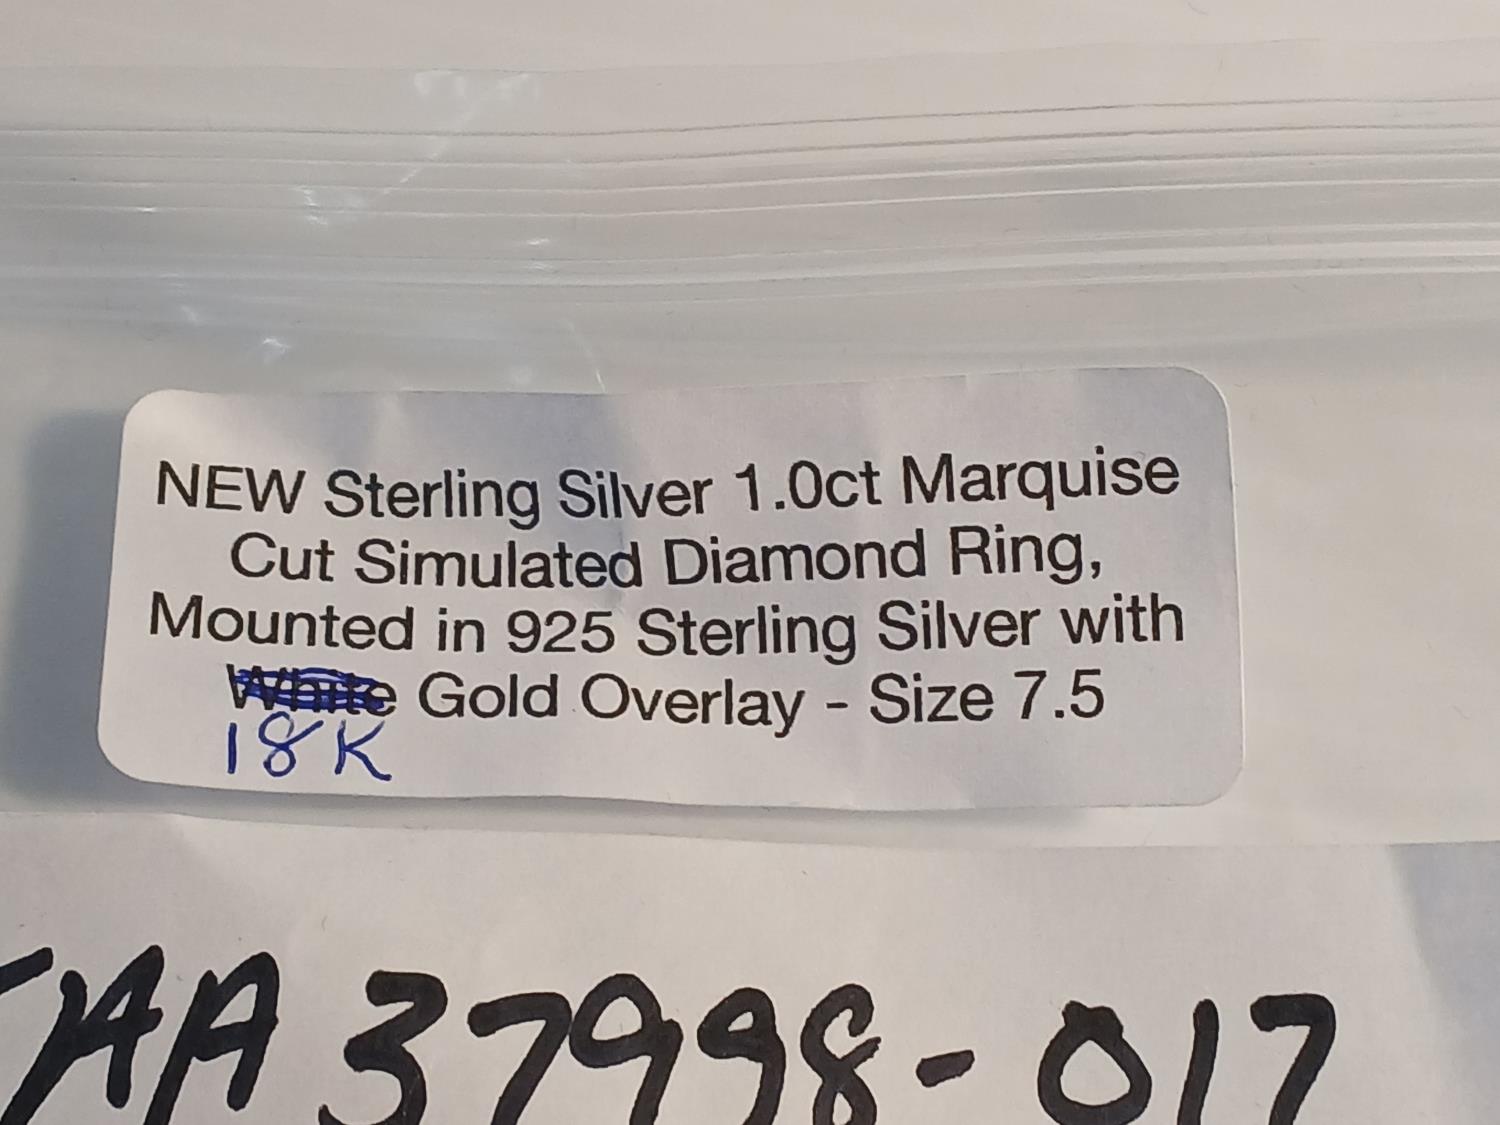 NEW Sterling Silver 1.0ct Marquise
Cut Simulated Diamond Ring,
Mounted in 925 Sterling Silver with
White Gold Overlay - Size 7.5
18K
AA 37998-017